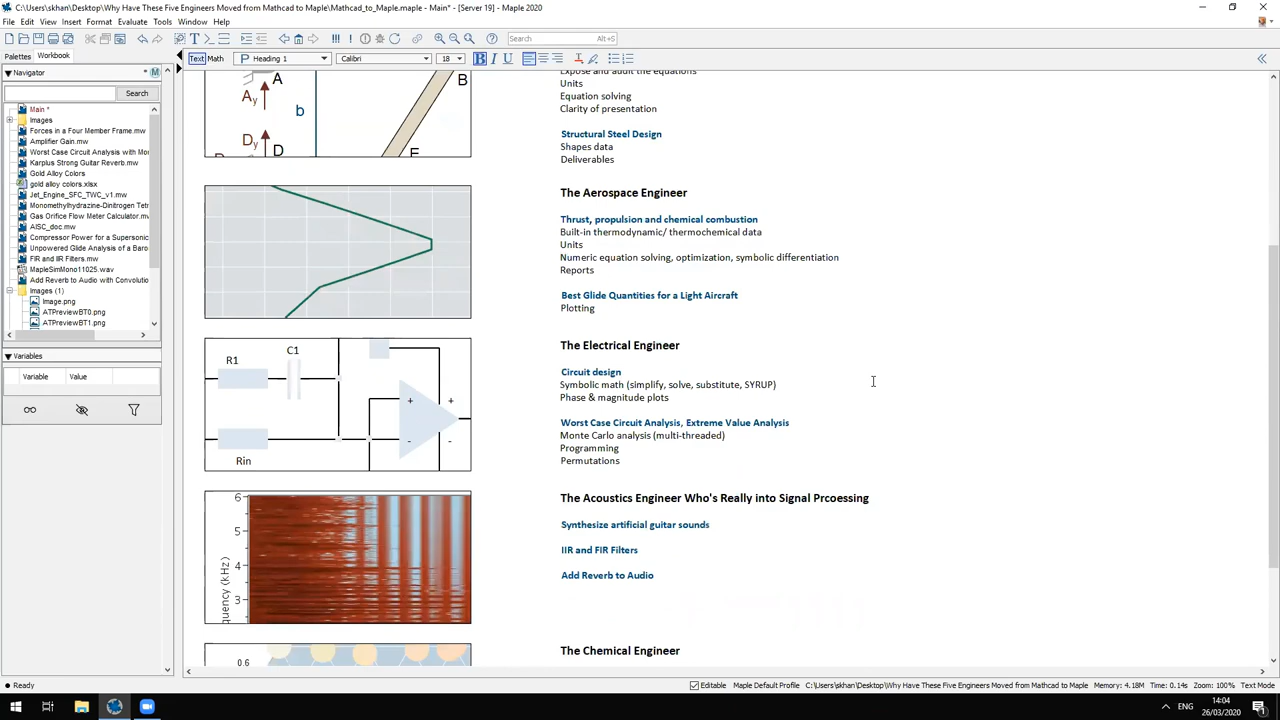 C:\Users\skhan\Desktop\Why Have These Five Engineers Moved from Mathcad to Maple\Mathcad_to_Maple.maple - Main* - [Server 19] - Maple 2020
File Edit View Insert Format Evaluate Tools Window Help
Search Alt+S
Palettes Workbook
Text Math P Heading 1 Calibri 18 B I U
Navigator * M
Search
Main *
Images
Forces in a Four Member Frame.mw
Amplifier Gain.mw
Worst Case Circuit Analysis with Mor
Karplus Strong Guitar Reverb.mw
Gold Alloy Colors
gold alloy colors.xlsx
Jet_Engine_SFC_TWC_v1.mw
Monomethylhydrazine-Dinitrogen Tetr
Gas Orifice Flow Meter Calculator.mw
AISC_doc.mw
Compressor Power for a Supersonic
Unpowered Glide Analysis of a Baro
FIR and IIR Filters.mw
MapleSimMono11025.wav
Add Reverb to Audio with Convolutio
Images (1)
Image.png
ATPreviewBT0.png
ATPreviewBT1.png
Variables
Variable Value
A
B
Ay
b
Dy
D
E
Expose and audit the equations
Units
Equation solving
Clarity of presentation
Structural Steel Design
Shapes data
Deliverables
The Aerospace Engineer
Thrust, propulsion and chemical combustion
Built-in thermodynamic/ thermochemical data
Units
Numeric equation solving, optimization, symbolic differentiation
Reports
Best Glide Quantities for a Light Aircraft
Plotting
R1
C1
+ +
- -
Rin
The Electrical Engineer
Circuit design
Symbolic math (simplify, solve, substitute, SYRUP)
Phase & magnitude plots
Worst Case Circuit Analysis, Extreme Value Analysis
Monte Carlo analysis (multi-threaded)
Programming
Permutations
6
5
4
3
quency (kHz)
The Acoustics Engineer Who's Really into Signal Prcoessing
Synthesize artificial guitar sounds
IIR and FIR Filters
Add Reverb to Audio
0.6
The Chemical Engineer
Ready
Editable Maple Default Profile C:\Users\skhan\Desktop\Why Have These Five Engineers Moved from Mathcad to Maple Memory: 4.18M Time: 0.14s Zoom: 100% Text Mode
ENG
14:04
26/03/2020
1